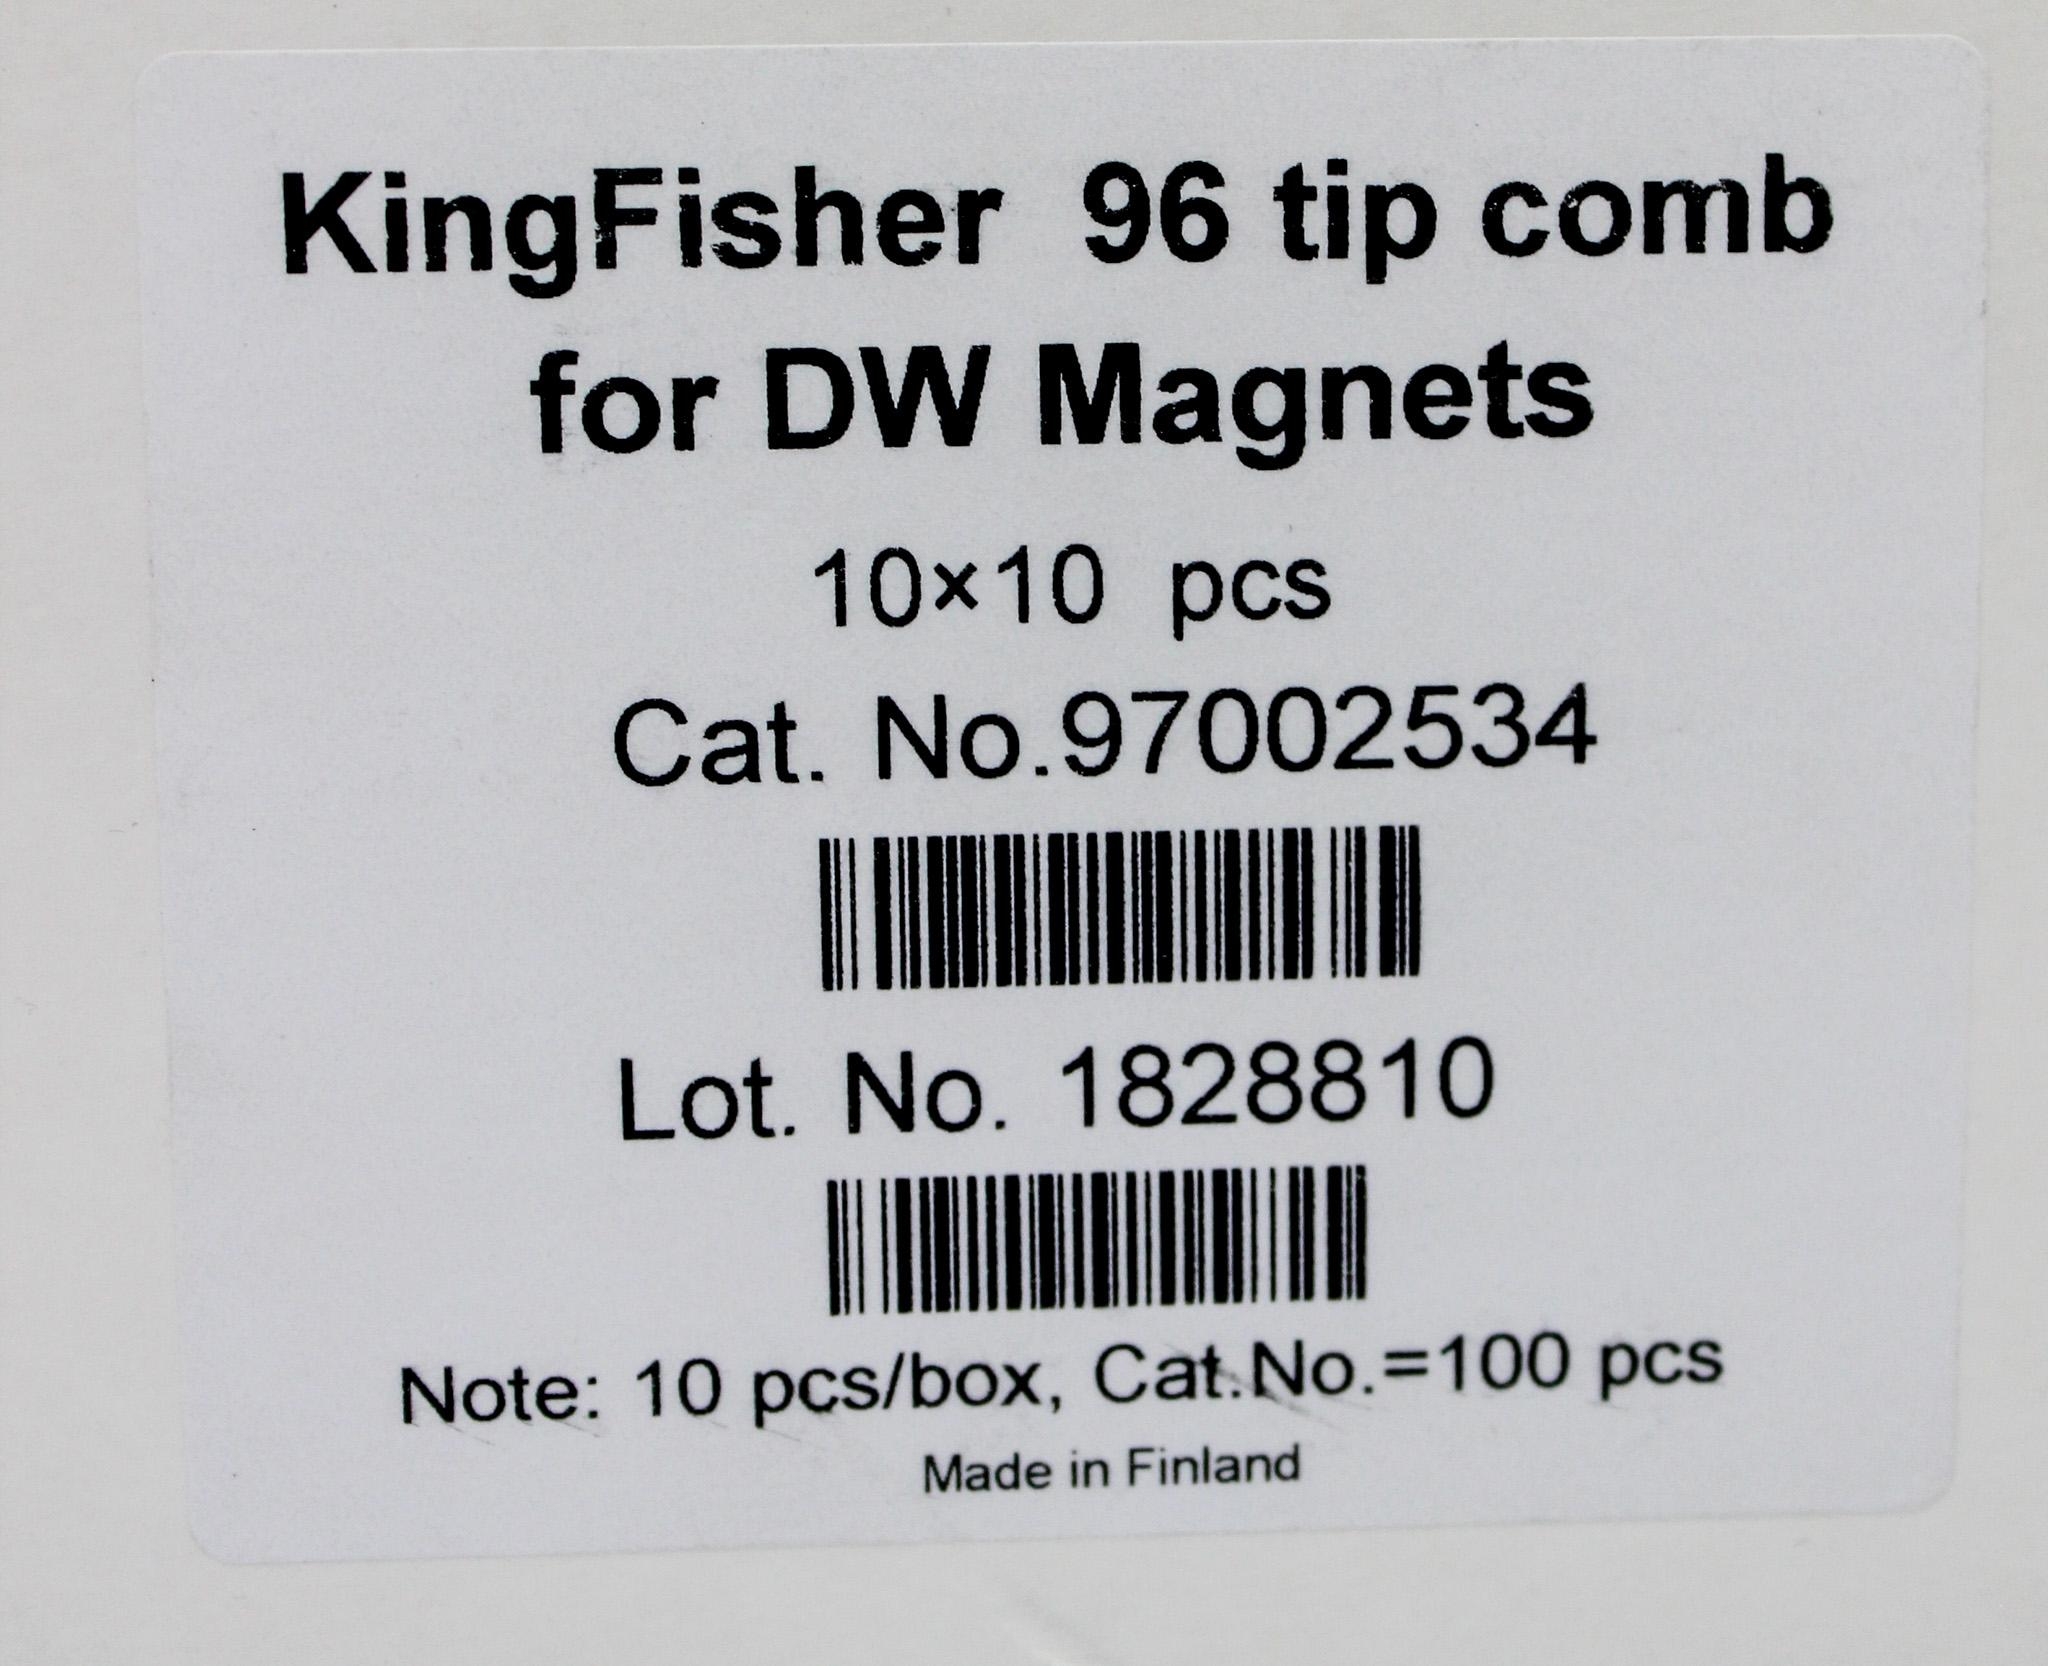 KingFisher 96 tip comb
for DW Magnets
10×10 pcs
Cat. No.97002534
Lot. No. 1828810
Note: 10 pcs/box, Cat.No.=100 pcs
Made in Finland